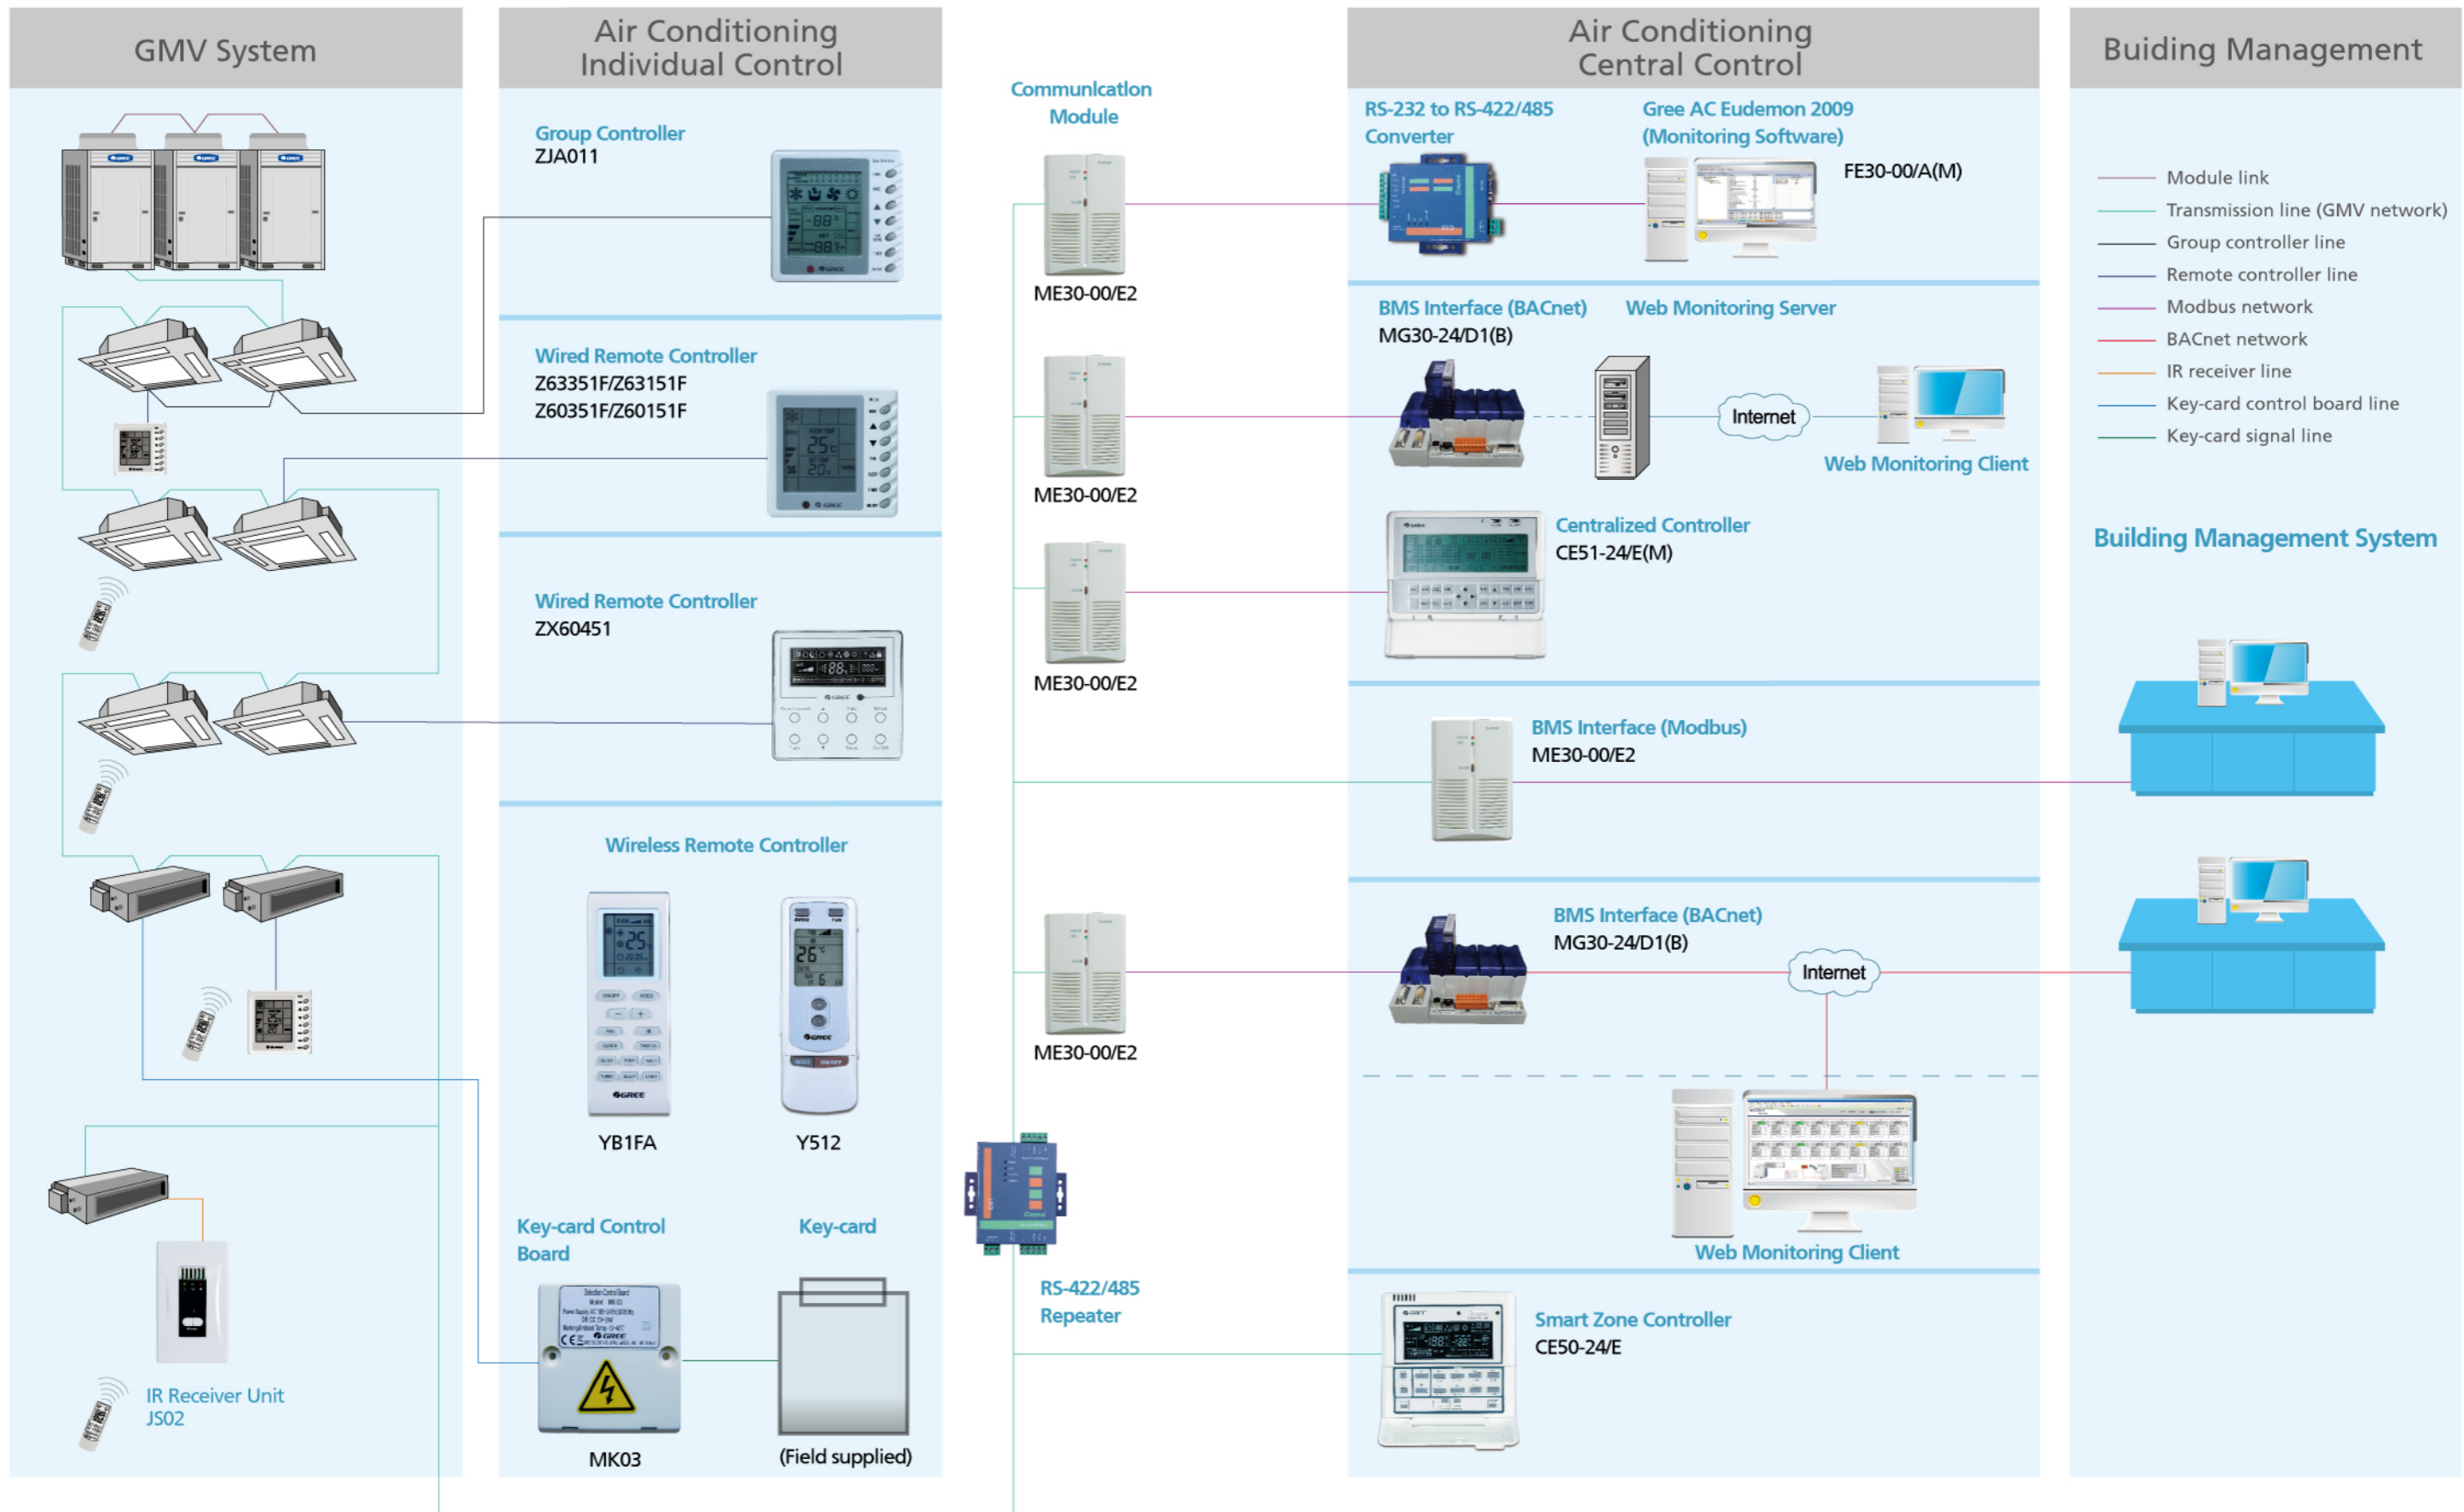 GMV System
Air Conditioning
Individual Control
Group Controller
ZJA011
Wired Remote Controller
Z63351F/Z63151F
Z60351F/Z60151F
Wired Remote Controller
ZX60451
Wireless Remote Controller
YB1FA
Y512
Key-card Control
Board
Key-card
MK03
(Field supplied)
IR Receiver Unit
JS02
Communication
Module
ME30-00/E2
ME30-00/E2
ME30-00/E2
ME30-00/E2
RS-422/485
Repeater
Air Conditioning
Central Control
RS-232 to RS-422/485
Converter
Gree AC Eudemon 2009
(Monitoring Software)
FE30-00/A(M)
BMS Interface (BACnet)
MG30-24/D1(B)
Web Monitoring Server
Internet
Web Monitoring Client
Centralized Controller
CE51-24/E(M)
BMS Interface (Modbus)
ME30-00/E2
BMS Interface (BACnet)
MG30-24/D1(B)
Internet
Web Monitoring Client
Smart Zone Controller
CE50-24/E
Buiding Management
Module link
Transmission line (GMV network)
Group controller line
Remote controller line
Modbus network
BACnet network
IR receiver line
Key-card control board line
Key-card signal line
Building Management System